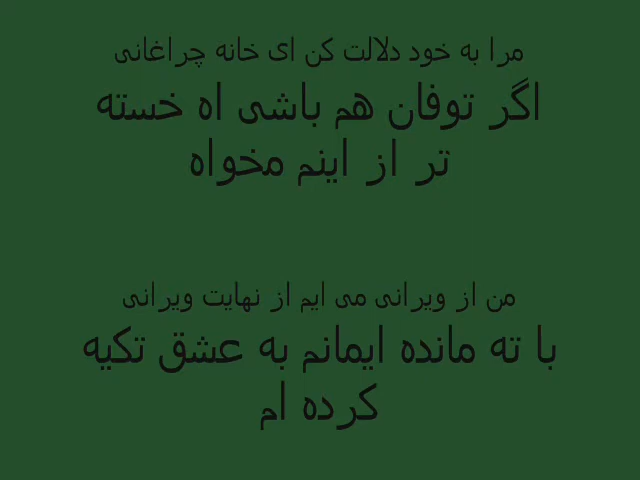 مرا به خود دلالت کن ای خانه چراغانی
اگر توفان هم باشی اه خسته
تر از اینم مخواه
من از ویرانی می ایم از نهایت ویرانی
با ته مانده ایمانم به عشق تکیه
کرده ام